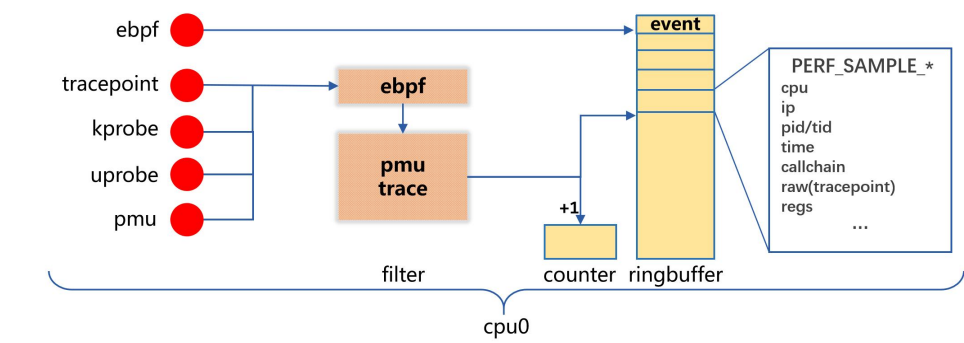 ebpf
tracepoint
kprobe
uprobe
pmu
ebpf
pmu
trace
filter
+1
counter
event
ringbuffer
PERF_SAMPLE_*
cpu
ip
pid/tid
time
callchain
raw(tracepoint)
regs
...
cpu0